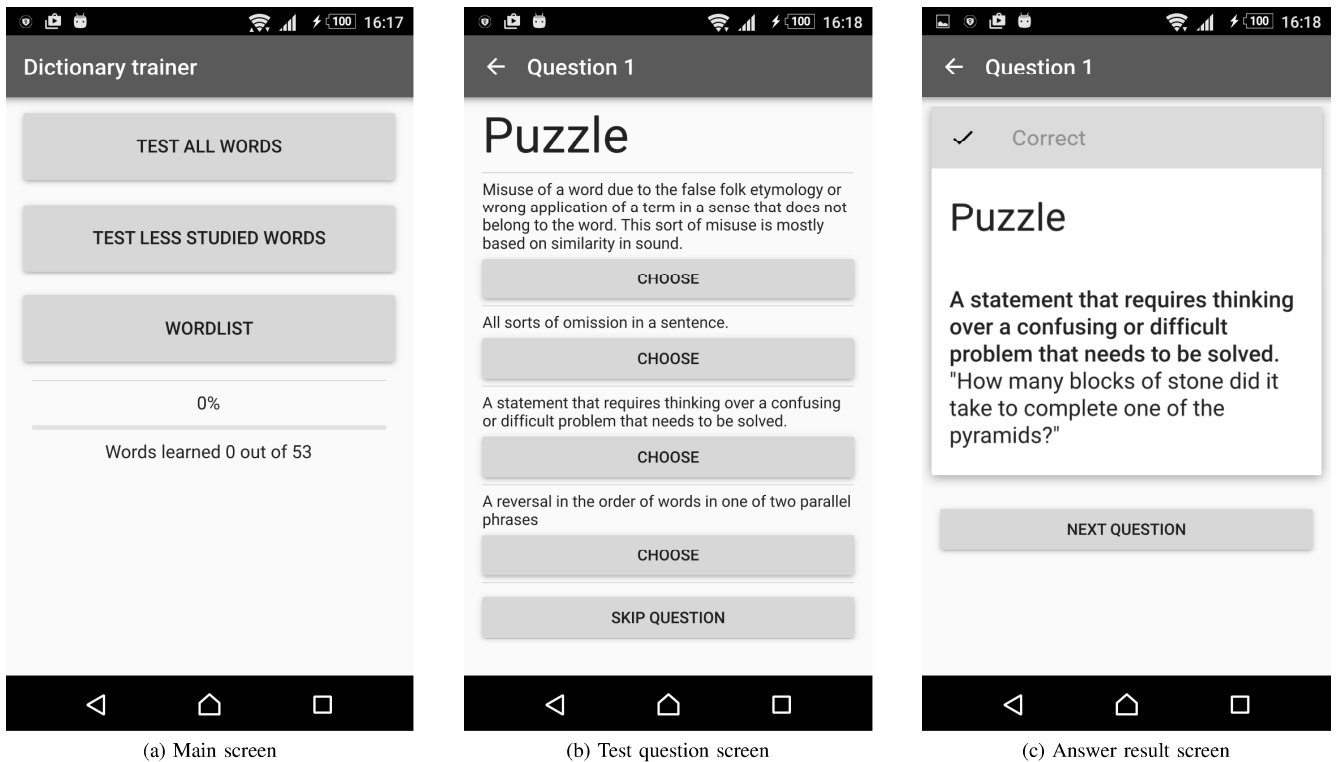 100 16:17
Dictionary trainer
TEST ALL WORDS
TEST LESS STUDIED WORDS
WORDLIST
0%
Words learned 0 out of 53
(a) Main screen
100 16:18
Question 1
Puzzle
Misuse of a word due to the false folk etymology or
wrong application of a term in a sense that does not
belong to the word. This sort of misuse is mostly
based on similarity in sound.
CHOOSE
All sorts of omission in a sentence.
CHOOSE
A statement that requires thinking over a confusing
or difficult problem that needs to be solved.
CHOOSE
A reversal in the order of words in one of two parallel
phrases
CHOOSE
SKIP QUESTION
(b) Test question screen
100 16:18
Question 1
Correct
Puzzle
A statement that requires thinking
over a confusing or difficult
problem that needs to be solved.
"How many blocks of stone did it
take to complete one of the
pyramids?"
NEXT QUESTION
(c) Answer result screen